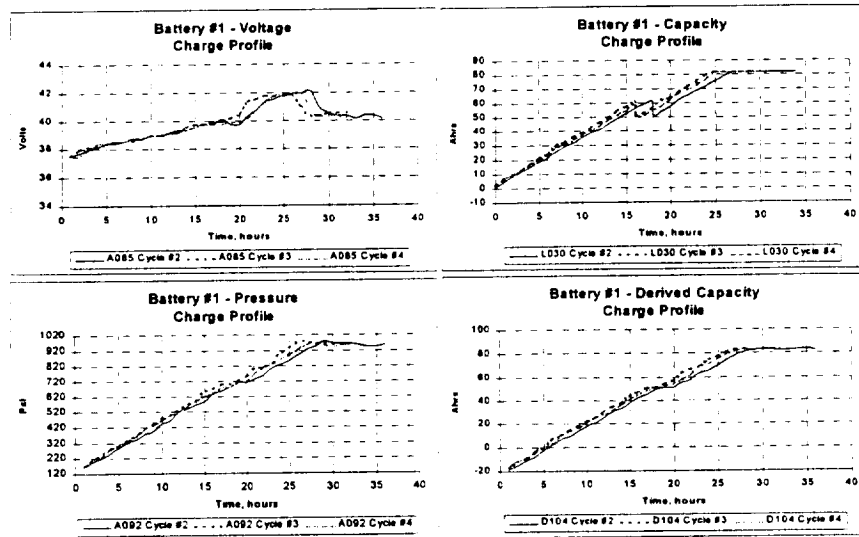 Battery #1 - Voltage
Charge Profile
44
42
40
38
36
34
Volts
0 5 10 15 20 25 30 35 40
Time, hours
A085 Cycle #2 A085 Cycle #3 A085 Cycle #4
Battery #1 - Capacity
Charge Profile
90
80
70
60
50
40
30
20
10
0
-10
Ahrs
0 5 10 15 20 25 30 35 40
Time, hours
L030 Cycle #2 L030 Cycle #3 L030 Cycle #4
Battery #1 - Pressure
Charge Profile
1020
920
820
720
620
520
420
320
220
120
Psi
0 5 10 15 20 25 30 35 40
Time, hours
A092 Cycle #2 A092 Cycle #3 A092 Cycle #4
Battery #1 - Derived Capacity
Charge Profile
100
80
60
40
20
0
-20
Ahrs
0 5 10 15 20 25 30 35 40
Time, hours
D104 Cycle #2 D104 Cycle #3 D104 Cycle #4